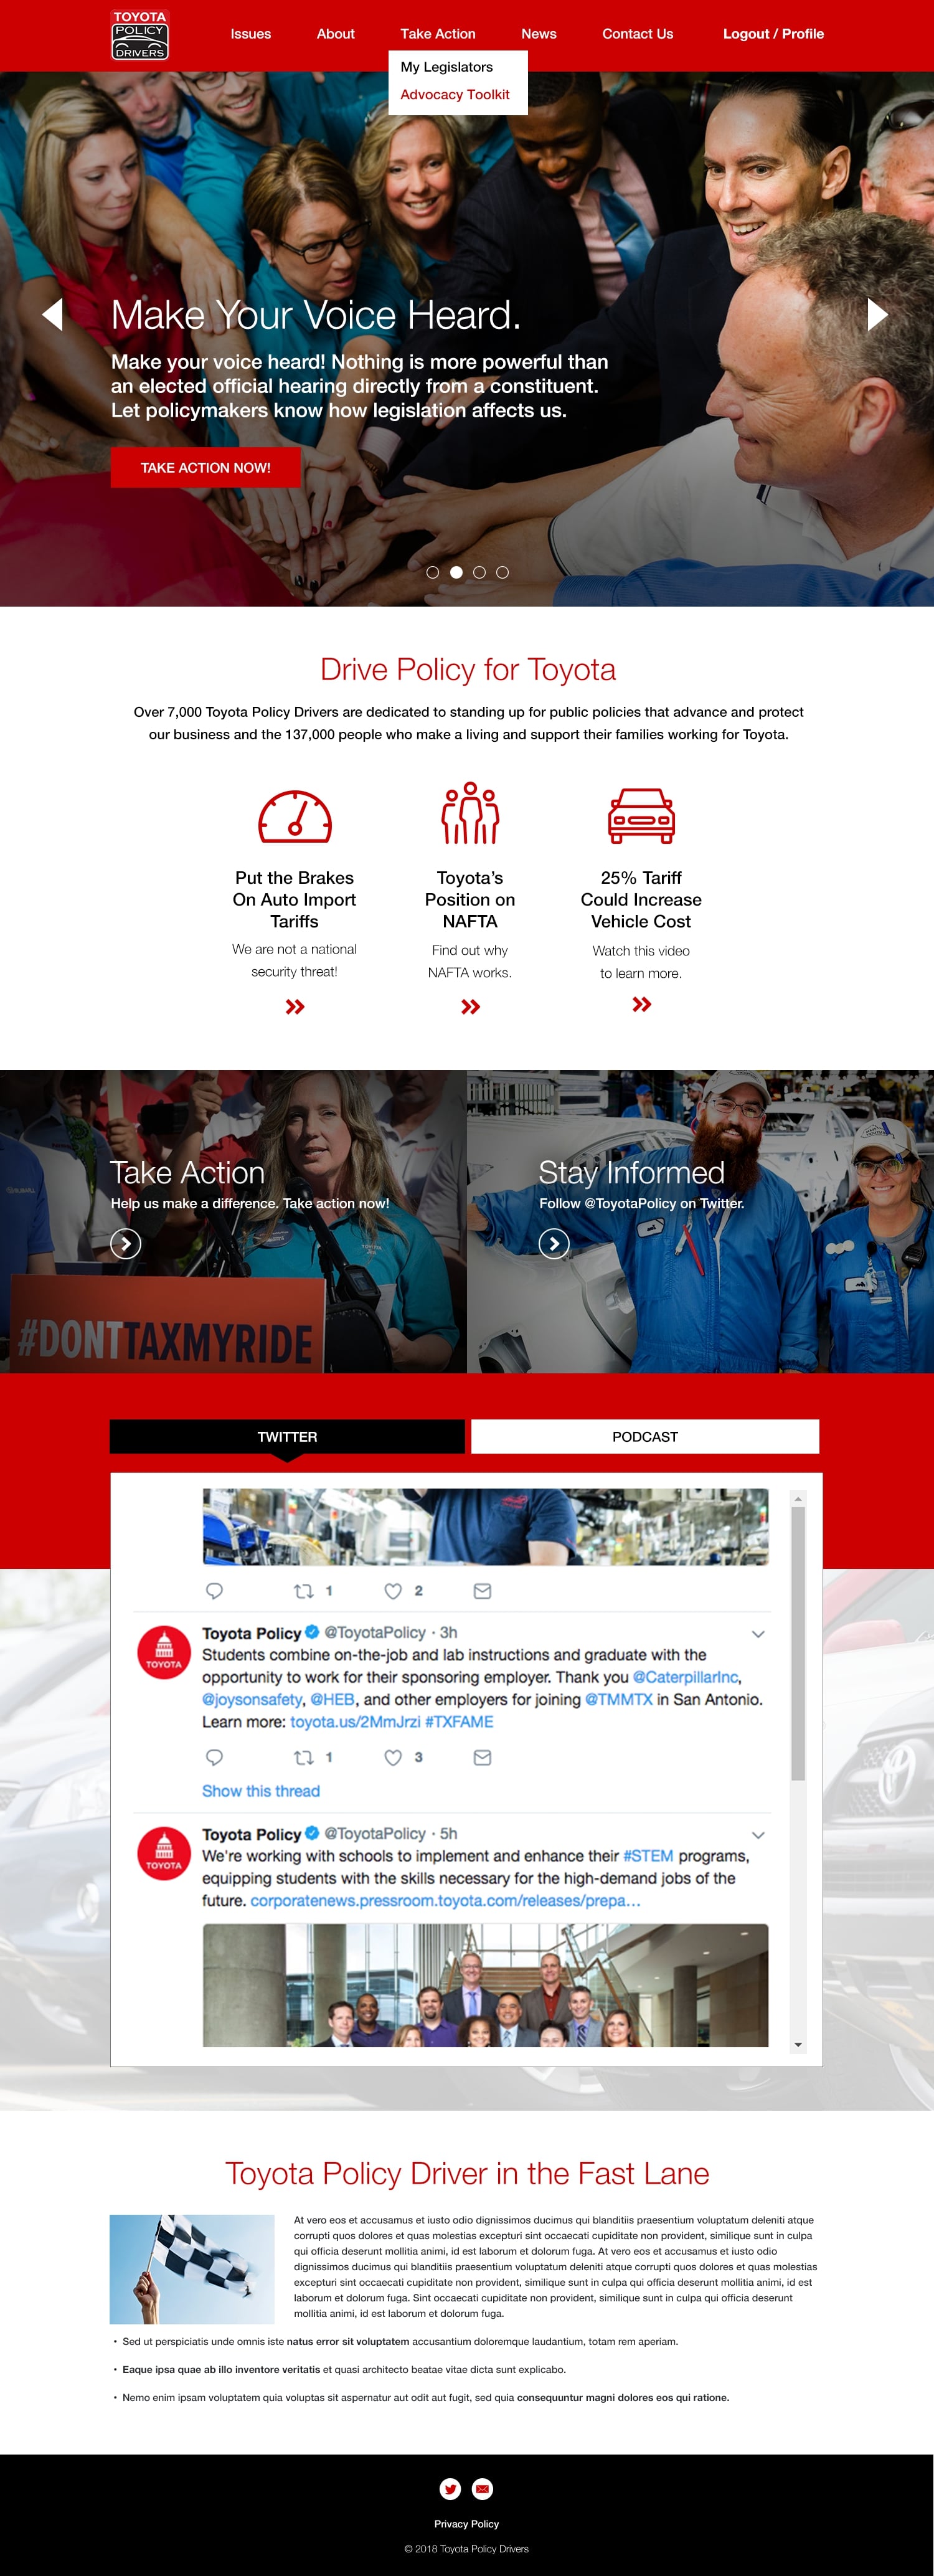 TOYOTA
POLICY
DRIVERS
Issues About Take Action News Contact Us Logout / Profile
My Legislators
Advocacy Toolkit
Make Your Voice Heard.
Make your voice heard! Nothing is more powerful than
an elected official hearing directly from a constituent.
Let policymakers know how legislation affects us.
TAKE ACTION NOW!
Drive Policy for Toyota
Over 7,000 Toyota Policy Drivers are dedicated to standing up for public policies that advance and protect
our business and the 137,000 people who make a living and support their families working for Toyota.
Put the Brakes
On Auto Import
Tariffs
We are not a national
security threat!
Toyota’s
Position on
NAFTA
Find out why
NAFTA works.
25% Tariff
Could Increase
Vehicle Cost
Watch this video
to learn more.
Take Action
Help us make a difference. Take action now!
#DONTTAXMYRIDE
Stay Informed
Follow @ToyotaPolicy on Twitter.
TWITTER PODCAST
1 2
TOYOTA
Toyota Policy @ToyotaPolicy · 3h
Students combine on-the-job and lab instructions and graduate with the
opportunity to work for their sponsoring employer. Thank you @CaterpillarInc,
@joysonsafety, @HEB, and other employers for joining @TMMTX in San Antonio.
Learn more: toyota.us/2MmJrzi #TXFAME
1 3
Show this thread
TOYOTA
Toyota Policy @ToyotaPolicy · 5h
We're working with schools to implement and enhance their #STEM programs,
equipping students with the skills necessary for the high-demand jobs of the
future. corporatenews.pressroom.toyota.com/releases/prepa…
Toyota Policy Driver in the Fast Lane
At vero eos et accusamus et iusto odio dignissimos ducimus qui blanditiis praesentium voluptatum deleniti atque
corrupti quos dolores et quas molestias excepturi sint occaecati cupiditate non provident, similique sunt in culpa
qui officia deserunt mollitia animi, id est laborum et dolorum fuga. At vero eos et accusamus et iusto odio
dignissimos ducimus qui blanditiis praesentium voluptatum deleniti atque corrupti quos dolores et quas molestias
excepturi sint occaecati cupiditate non provident, similique sunt in culpa qui officia deserunt mollitia animi, id est
laborum et dolorum fuga. Sint occaecati cupiditate non provident, similique sunt in culpa qui officia deserunt
mollitia animi, id est laborum et dolorum fuga.
• Sed ut perspiciatis unde omnis iste natus error sit voluptatem accusantium doloremque laudantium, totam rem aperiam.
• Eaque ipsa quae ab illo inventore veritatis et quasi architecto beatae vitae dicta sunt explicabo.
• Nemo enim ipsam voluptatem quia voluptas sit aspernatur aut odit aut fugit, sed quia consequuntur magni dolores eos qui ratione.
Privacy Policy
© 2018 Toyota Policy Drivers